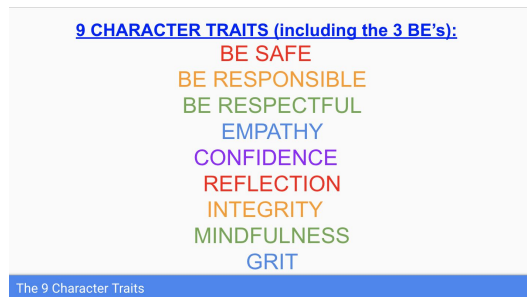 9 CHARACTER TRAITS (including the 3 BE's):
BE SAFE
BE RESPONSIBLE
BE RESPECTFUL
EMPATHY
CONFIDENCE
REFLECTION
INTEGRITY
MINDFULNESS
GRIT
The 9 Character Traits